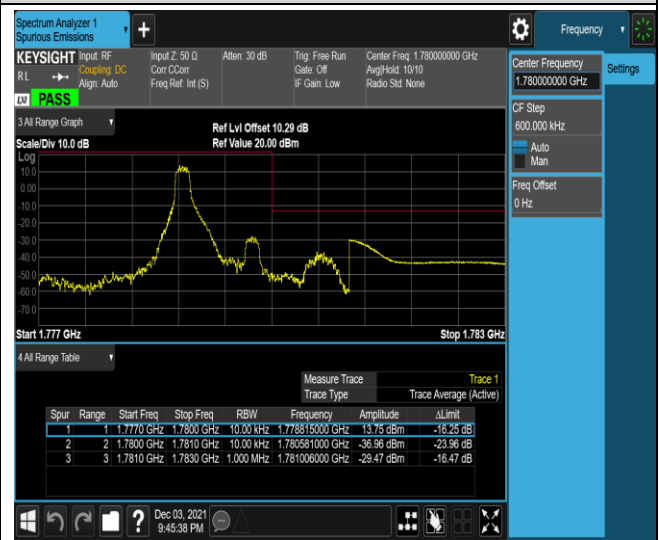 Spectrum Analyzer 1
Spurious Emissions
Frequency
KEYSIGHT Input: RF Input Z: 50 Ω Atten: 30 dB Trig: Free Run Center Freq: 1.780000000 GHz
RL Coupling: DC Corr CCorr Gate: Off Avg|Hold: 10/10
Align: Auto Freq Ref: Int (S) IF Gain: Low Radio Std: None
LXI PASS
3 All Range Graph
Ref Lvl Offset 10.29 dB
Scale/Div 10.0 dB Ref Value 20.00 dBm
Log
10.0
0.00
-10.0
-20.0
-30.0
-40.0
-50.0
-60.0
-70.0
Start 1.777 GHz Stop 1.783 GHz
4 All Range Table
Measure Trace Trace 1
Trace Type Trace Average (Active)
Spur Range Start Freq Stop Freq RBW Frequency Amplitude ΔLimit
1 1 1.7770 GHz 1.7800 GHz 10.00 kHz 1.778815000 GHz 13.75 dBm -16.25 dB
2 2 1.7800 GHz 1.7810 GHz 10.00 kHz 1.780581000 GHz -36.96 dBm -23.96 dB
3 3 1.7810 GHz 1.7830 GHz 1.000 MHz 1.781006000 GHz -29.47 dBm -16.47 dB
Center Frequency
1.780000000 GHz
Settings
CF Step
600.000 kHz
Auto
Man
Freq Offset
0 Hz
Dec 03, 2021
9:45:38 PM